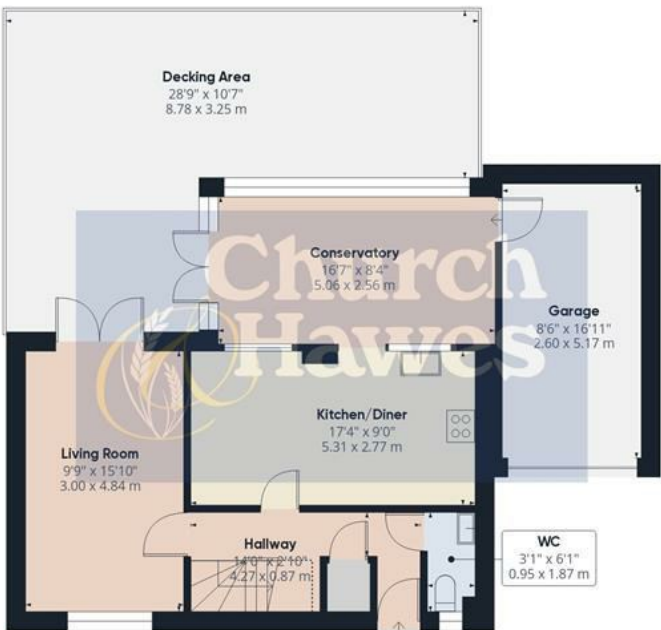 Decking Area
28'9" x 10'7"
8.78 x 3.25 m
Church
Hawes
Conservatory
16'7" x 8'4"
5.06 x 2.56 m
Garage
8'6" x 16'11"
2.60 x 5.17 m
Kitchen/Diner
17'4" x 9'0"
5.31 x 2.77 m
Living Room
9'9" x 15'10"
3.00 x 4.84 m
Hallway
14'0" x 2'10"
4.27 x 0.87 m
WC
3'1" x 6'1"
0.95 x 1.87 m